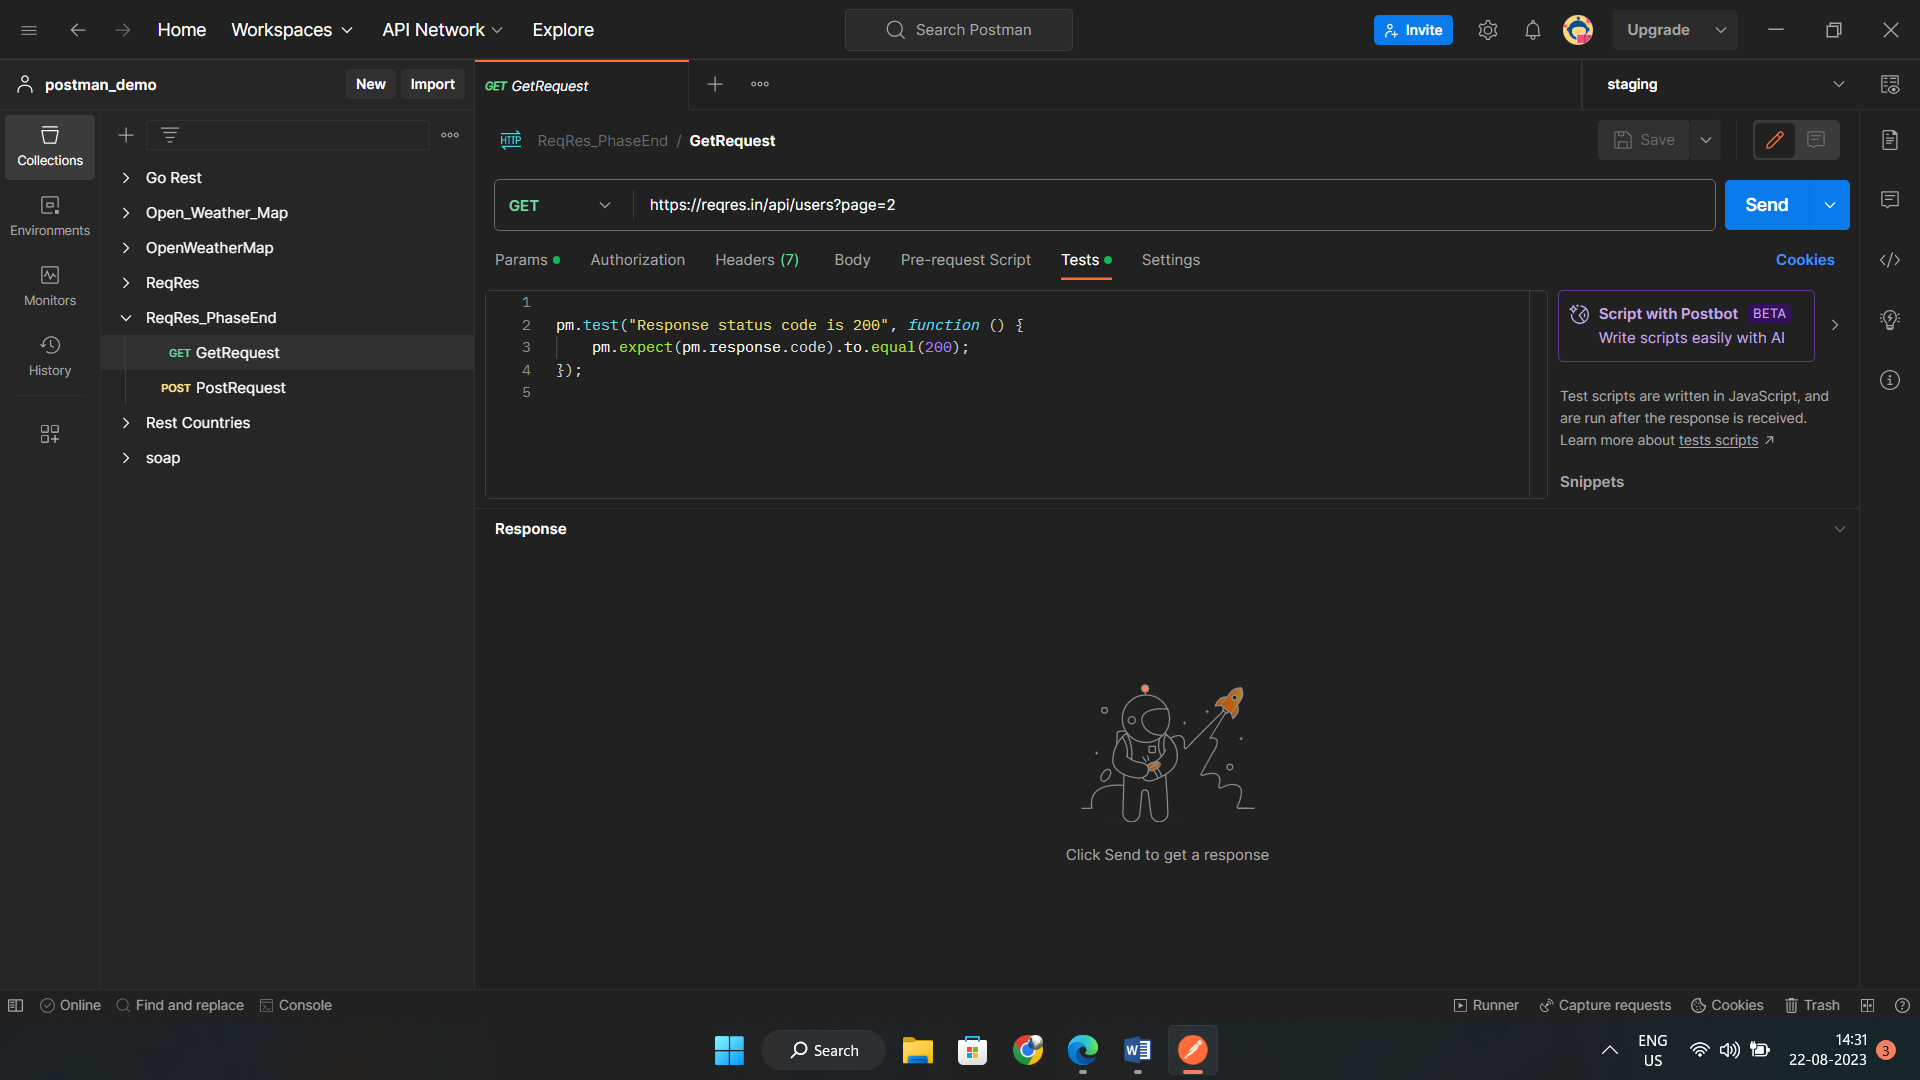 Home Workspaces API Network Explore Search Postman Invite Upgrade
postman_demo New Import GET GetRequest staging
Collections
Environments
Monitors
History
Go Rest
Open_Weather_Map
OpenWeatherMap
ReqRes
ReqRes_PhaseEnd
GET GetRequest
POST PostRequest
Rest Countries
soap
HTTP ReqRes_PhaseEnd / GetRequest Save
GET https://reqres.in/api/users?page=2 Send
Params Authorization Headers (7) Body Pre-request Script Tests Settings Cookies
1
2 pm.test("Response status code is 200", function () {
3 pm.expect(pm.response.code).to.equal(200);
4 });
5
Script with Postbot BETA
Write scripts easily with AI
Test scripts are written in JavaScript, and
are run after the response is received.
Learn more about tests scripts
Snippets
Response
Click Send to get a response
Online Find and replace Console Runner Capture requests Cookies Trash
Search W
ENG
US
14:31
22-08-2023
3